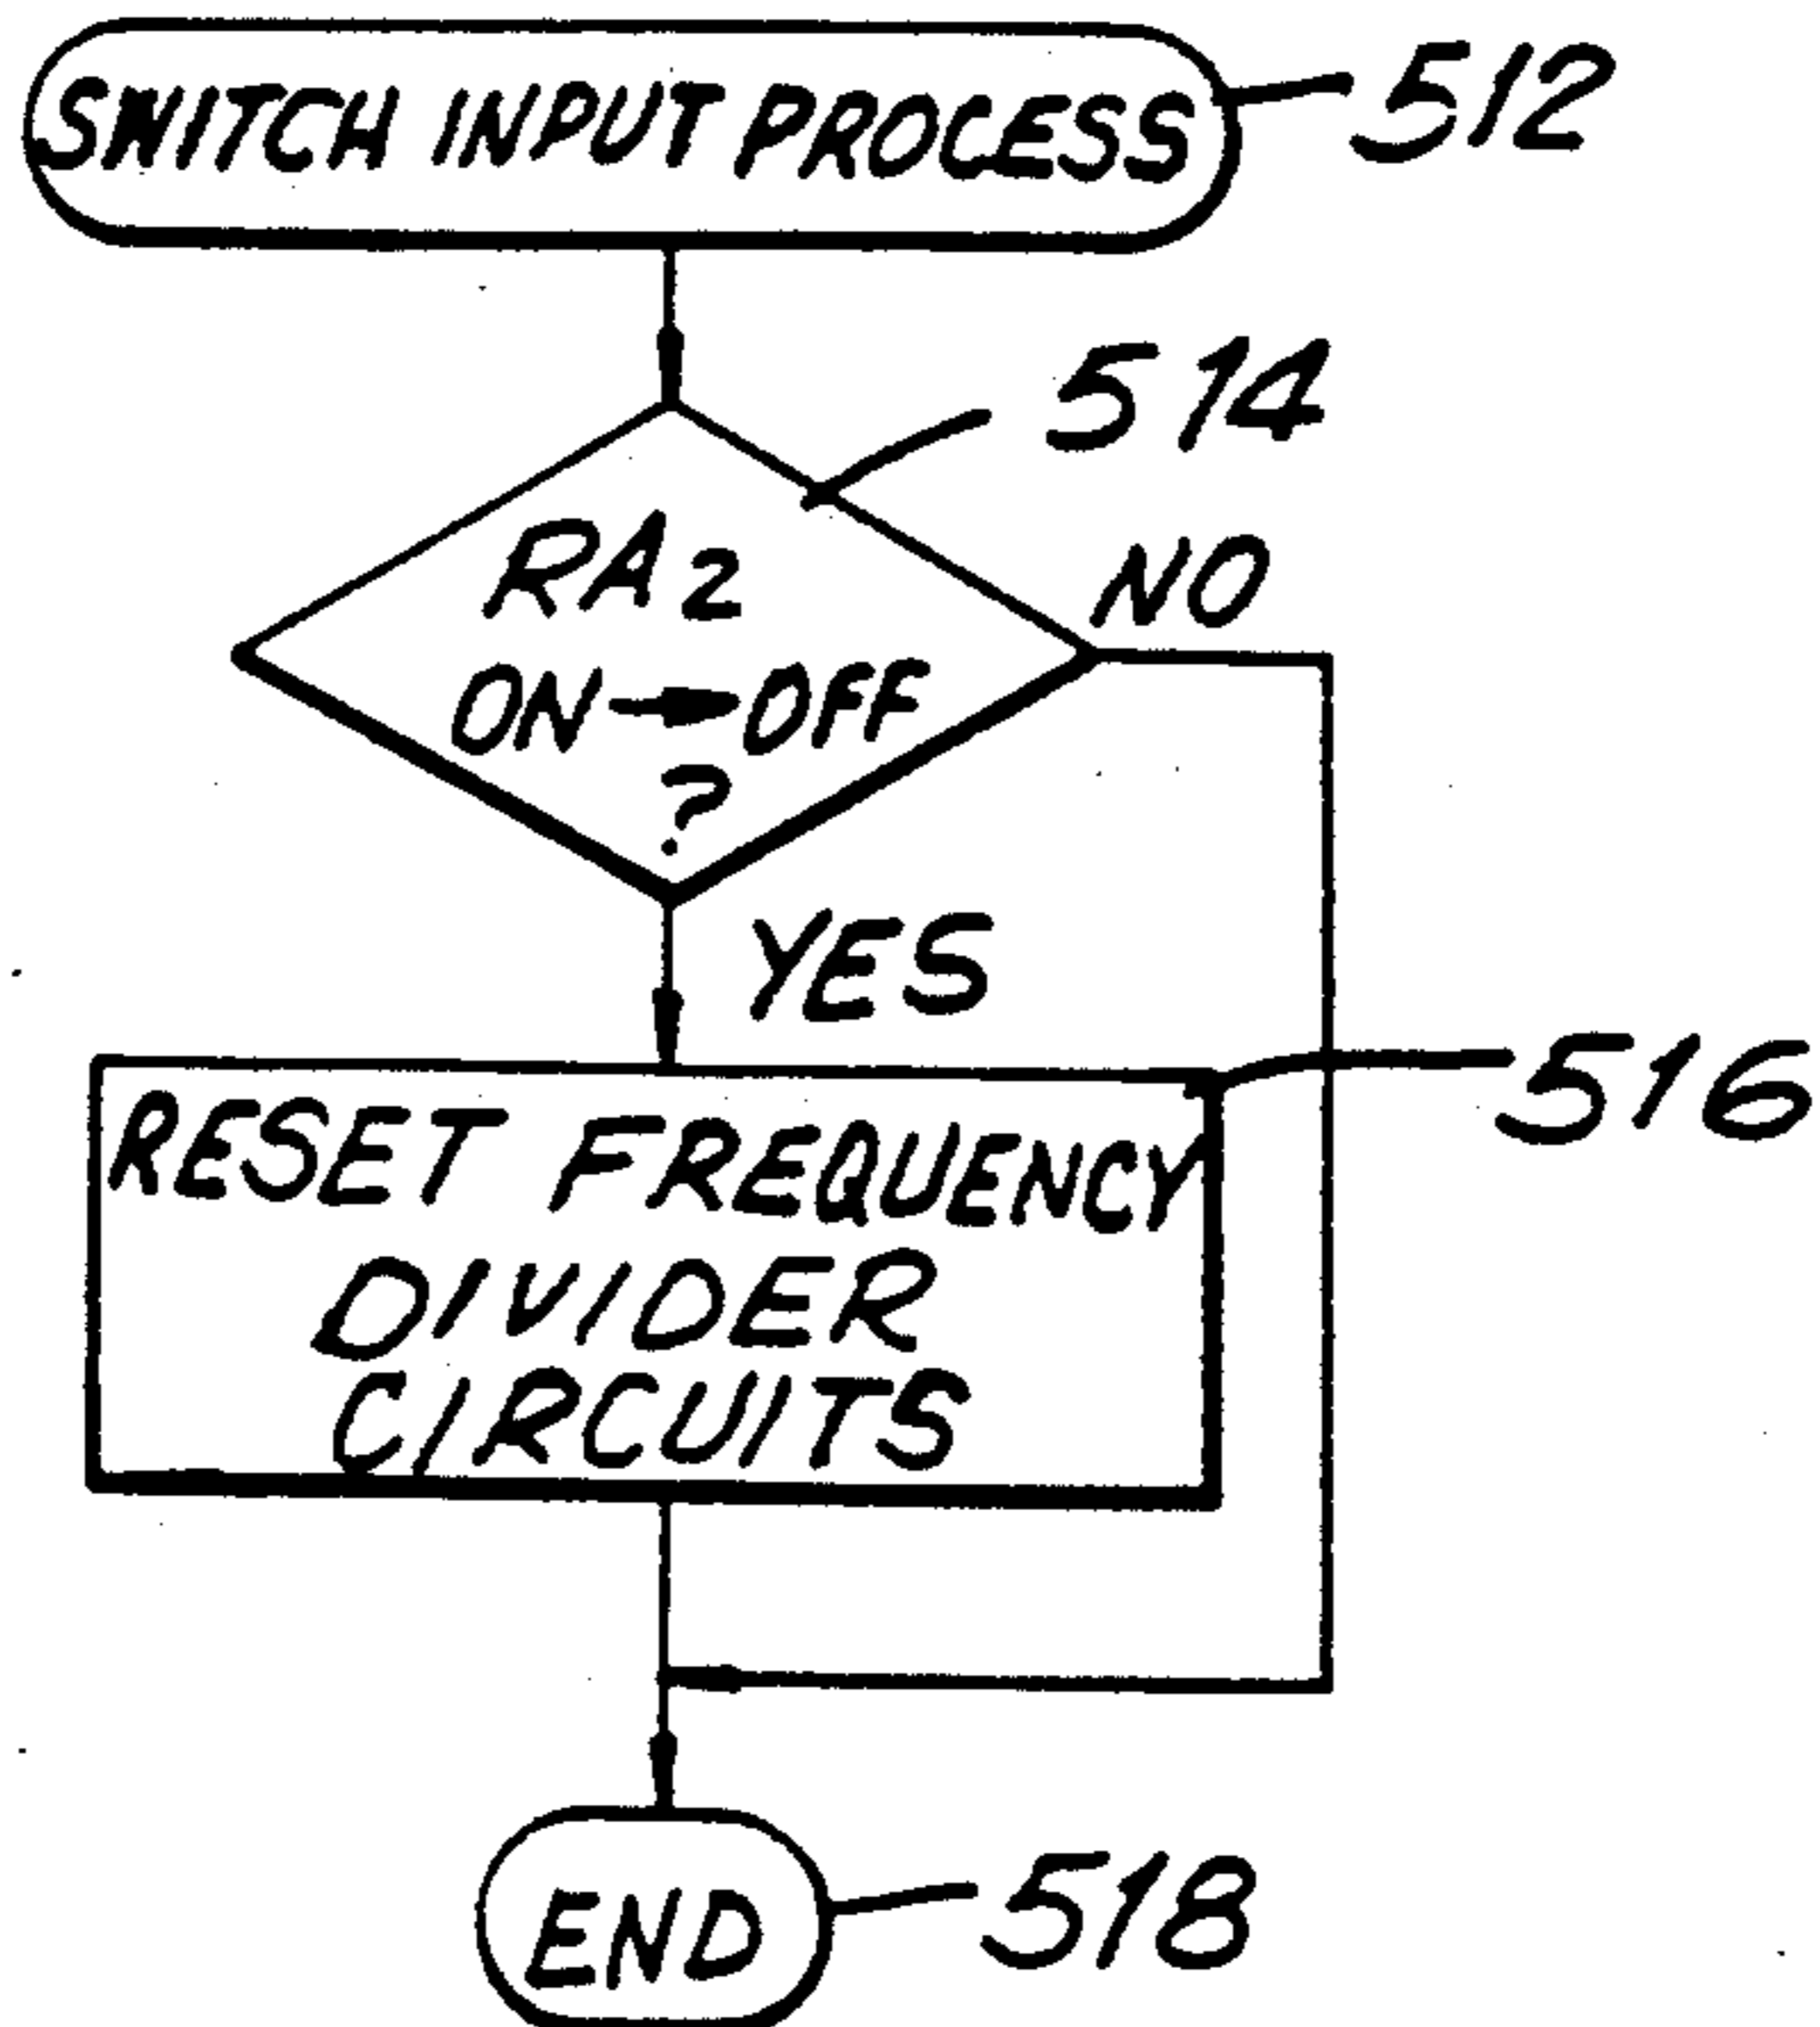 SWITCH INPUT PROCESS
512
514
RA2
ON→OFF
?
NO
YES
516
RESET FREQUENCY
DIVIDER
CIRCUITS
END
518